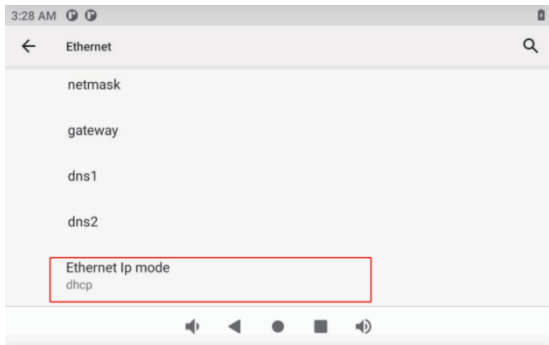 3:28 AM
Ethernet
netmask
gateway
dns1
dns2
Ethernet Ip mode
dhcp